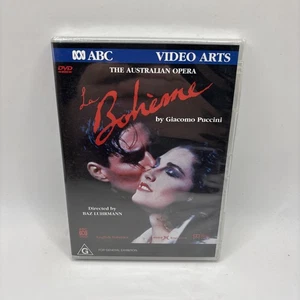 ABC VIDEO ARTS
DVD
THE AUSTRALIAN OPERA
La Bohème
by Giacomo Puccini
Directed by
BAZ LUHRMANN
G